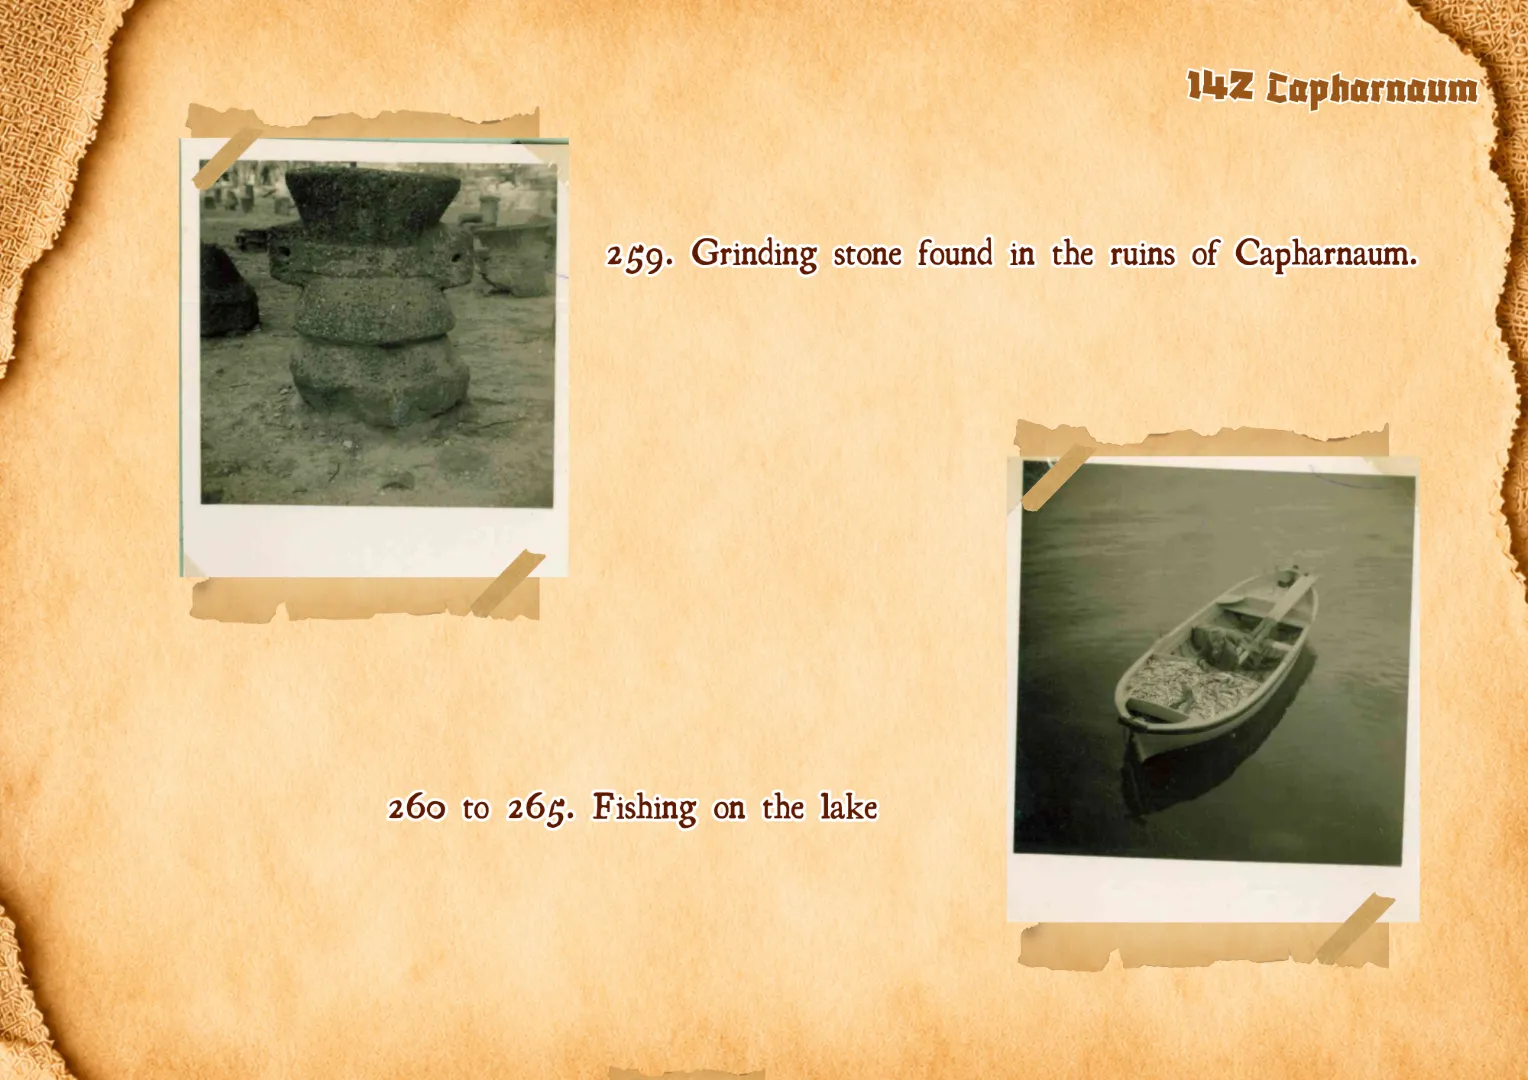 142 Capharnaum
259. Grinding stone found in the ruins of Capharnaum.
260 to 265. Fishing on the lake